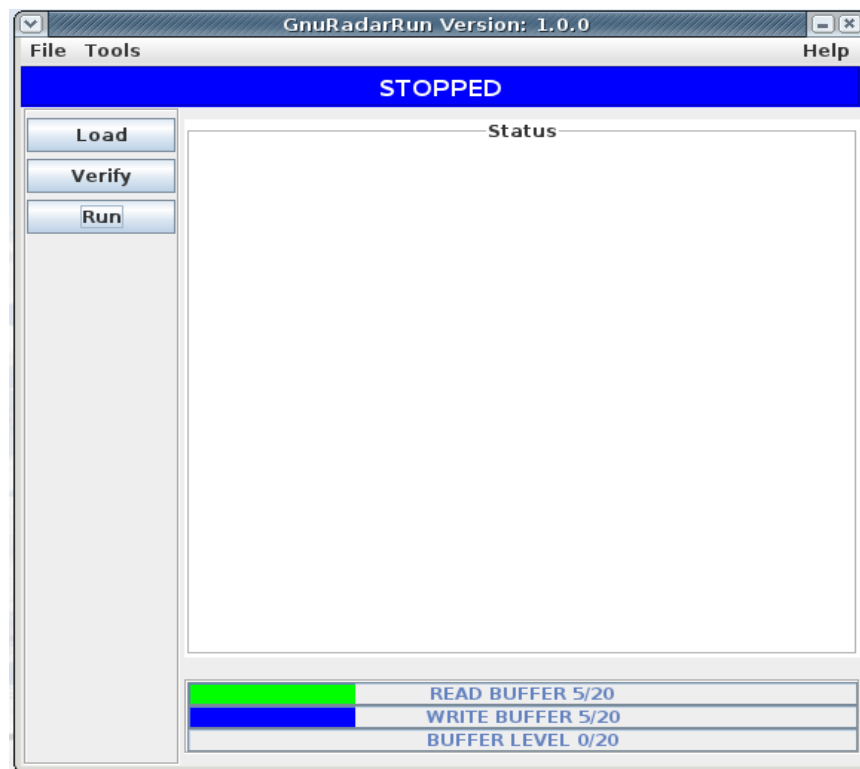 GnuRadarRun Version: 1.0.0
File Tools Help
STOPPED
Load
Verify
Run
Status
READ BUFFER 5/20
WRITE BUFFER 5/20
BUFFER LEVEL 0/20